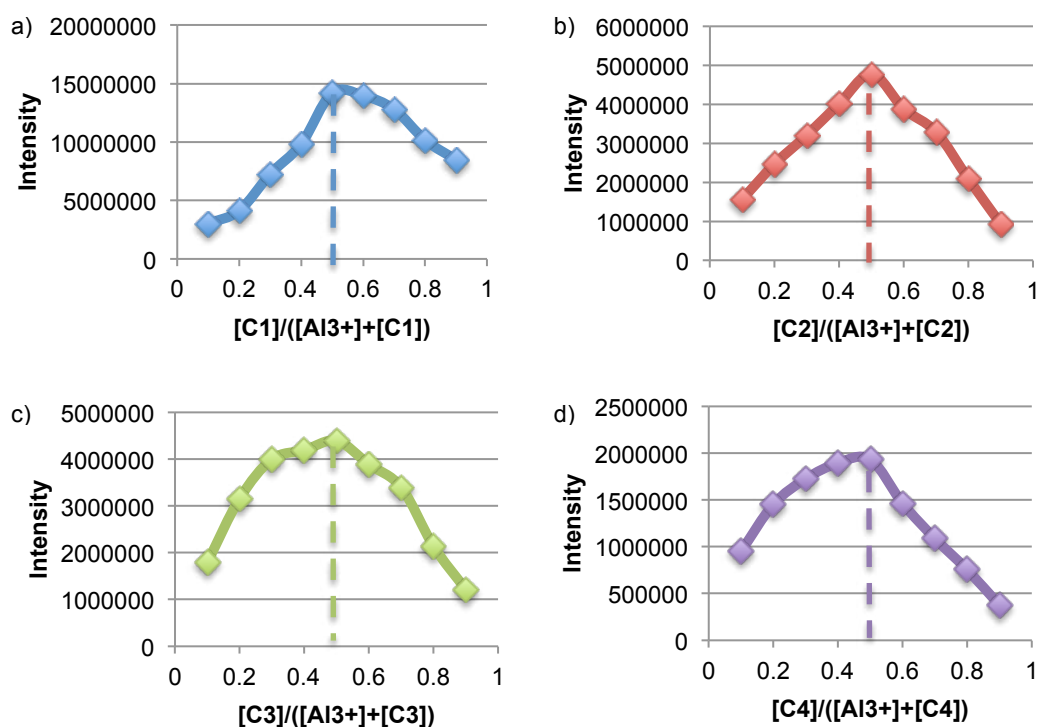 a)
20000000
15000000
10000000
5000000
0
Intensity
0 0.2 0.4 0.6 0.8 1
[C1]/([Al3+]+[C1])
b)
6000000
5000000
4000000
3000000
2000000
1000000
0
Intensity
0 0.2 0.4 0.6 0.8 1
[C2]/([Al3+]+[C2])
c)
5000000
4000000
3000000
2000000
1000000
0
Intensity
0 0.2 0.4 0.6 0.8 1
[C3]/([Al3+]+[C3])
d)
2500000
2000000
1500000
1000000
500000
0
Intensity
0 0.2 0.4 0.6 0.8 1
[C4]/([Al3+]+[C4])